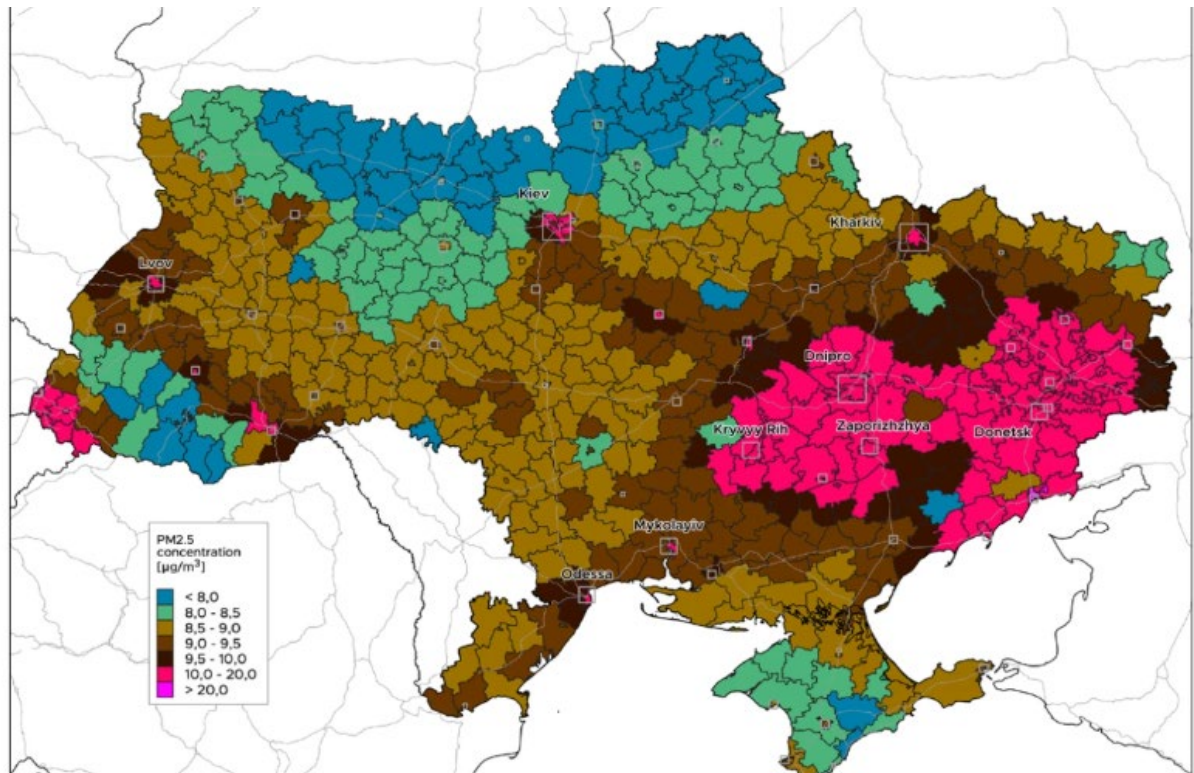 Kiev
Kharkiv
Lvov
Dnipro
Kryvyy Rih
Zaporizhzhya
Donetsk
Mykolayiv
Odessa
PM2.5
concentration
[µg/m³]
< 8,0
8,0 - 8,5
8,5 - 9,0
9,0 - 9,5
9,5 - 10,0
10,0 - 20,0
> 20,0